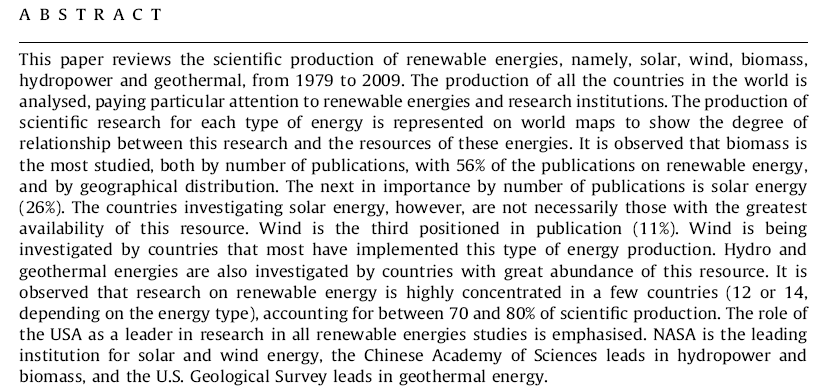 A B S T R A C T
This paper reviews the scientific production of renewable energies, namely, solar, wind, biomass,
hydropower and geothermal, from 1979 to 2009. The production of all the countries in the world is
analysed, paying particular attention to renewable energies and research institutions. The production of
scientific research for each type of energy is represented on world maps to show the degree of
relationship between this research and the resources of these energies. It is observed that biomass is
the most studied, both by number of publications, with 56% of the publications on renewable energy,
and by geographical distribution. The next in importance by number of publications is solar energy
(26%). The countries investigating solar energy, however, are not necessarily those with the greatest
availability of this resource. Wind is the third positioned in publication (11%). Wind is being
investigated by countries that most have implemented this type of energy production. Hydro and
geothermal energies are also investigated by countries with great abundance of this resource. It is
observed that research on renewable energy is highly concentrated in a few countries (12 or 14,
depending on the energy type), accounting for between 70 and 80% of scientific production. The role of
the USA as a leader in research in all renewable energies studies is emphasised. NASA is the leading
institution for solar and wind energy, the Chinese Academy of Sciences leads in hydropower and
biomass, and the U.S. Geological Survey leads in geothermal energy.